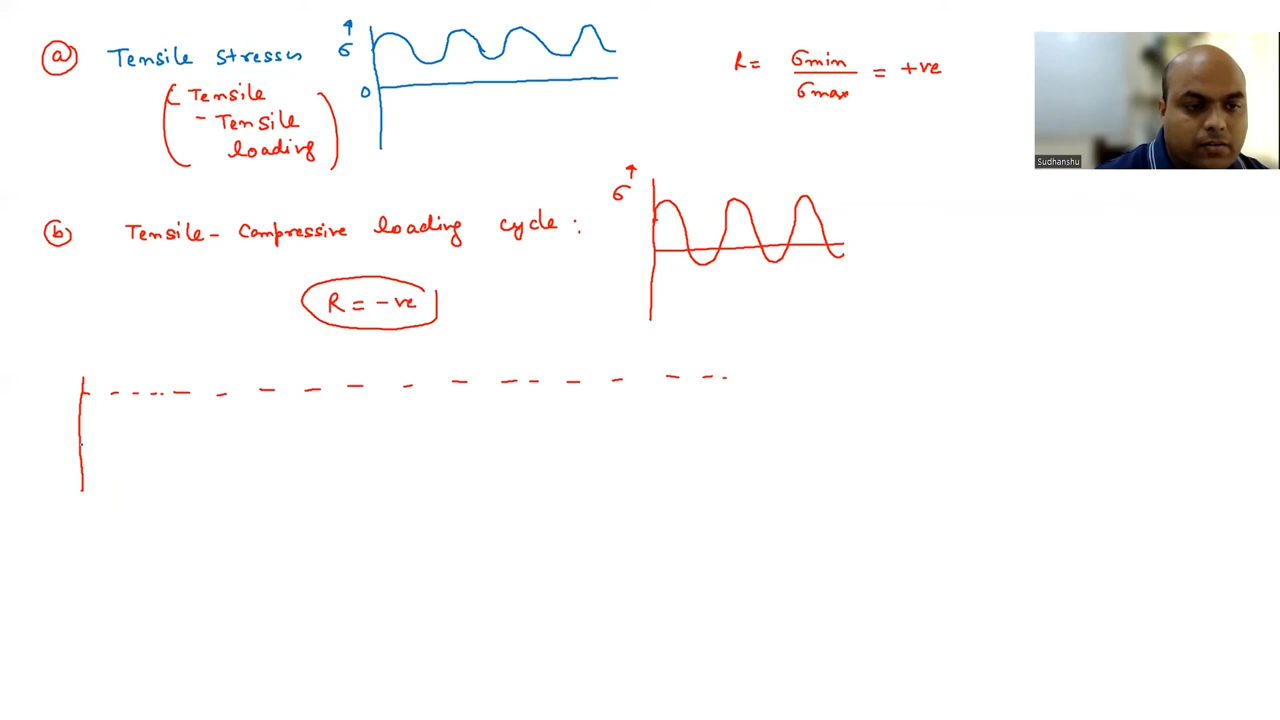 (a) Tensile stresses
(Tensile
- Tensile
loading)
↑
σ
0
R = σmin / σmax = +ve
(b) Tensile - Compressive loading cycle :
↑
σ
R = -ve
Sudhanshu